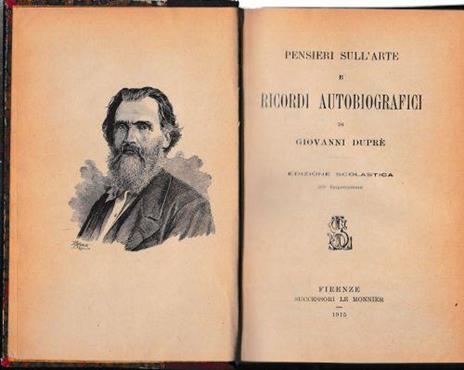 PENSIERI SULL'ARTE
E
RICORDI AUTOBIOGRAFICI
DI
GIOVANNI DUPRÈ
EDIZIONE SCOLASTICA
FIRENZE
SUCCESSORI LE MONNIER
1915